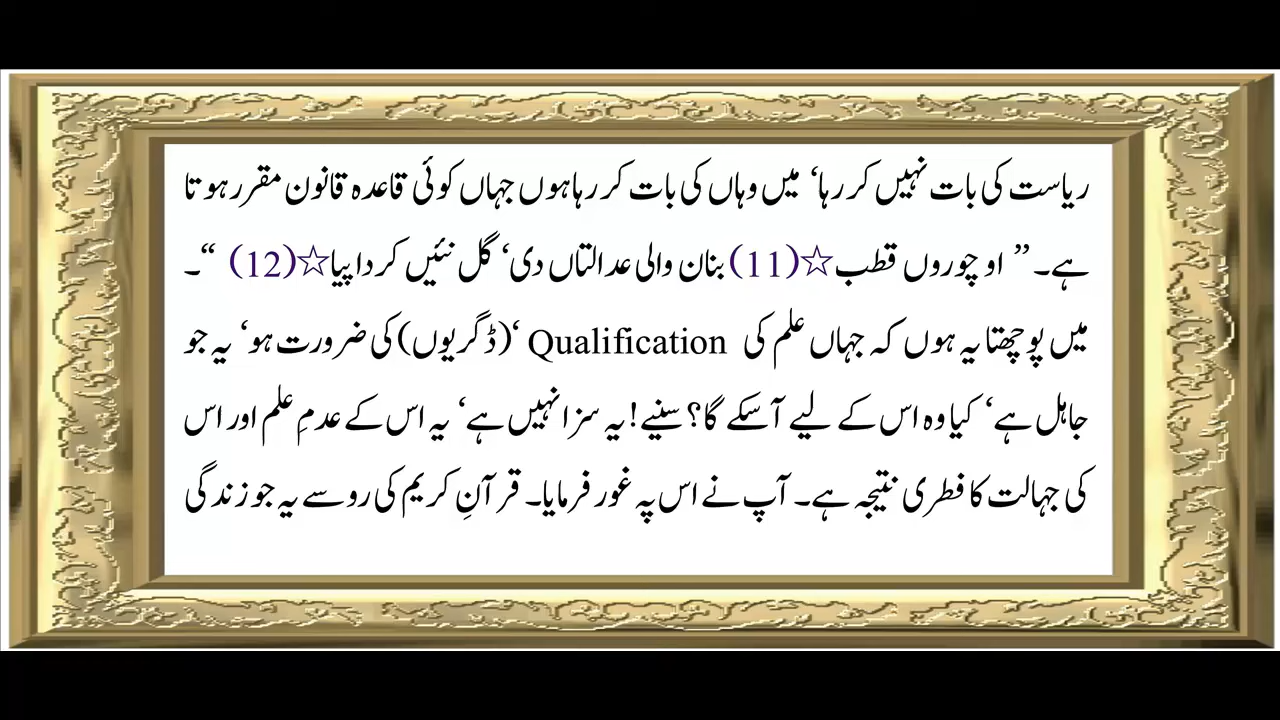 ریاست کی بات نہیں کر رہا‘ میں وہاں کی بات کر رہا ہوں جہاں کوئی قاعدہ قانون مقرر ہوتا
ہے۔ ”او چوروں قطب☆(11) بنان والی عدالتاں دی‘ گل نئیں کردا پیا☆(12) “۔
میں پوچھتا یہ ہوں کہ جہاں علم کی Qualification ‘(ڈگریوں) کی ضرورت ہو‘ یہ جو
جاہل ہے‘ کیا وہ اس کے لیے آسکے گا؟ سنیے! یہ سزا نہیں ہے‘ یہ اس کے عدمِ علم اور اس
کی جہالت کا فطری نتیجہ ہے۔ آپ نے اس پہ غور فرمایا۔ قرآنِ کریم کی رو سے یہ جو زندگی